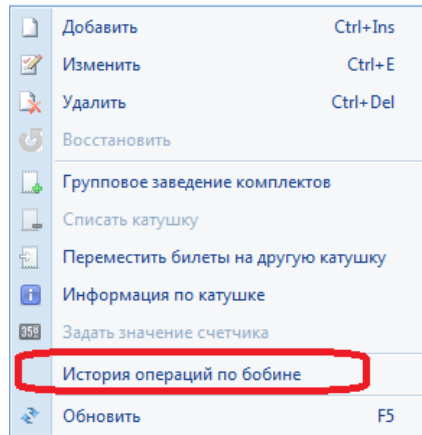 Добавить Ctrl+Ins
Изменить Ctrl+E
Удалить Ctrl+Del
Восстановить
Групповое заведение комплектов
Списать катушку
Переместить билеты на другую катушку
Информация по катушке
Задать значение счетчика
История операций по бобине
Обновить F5